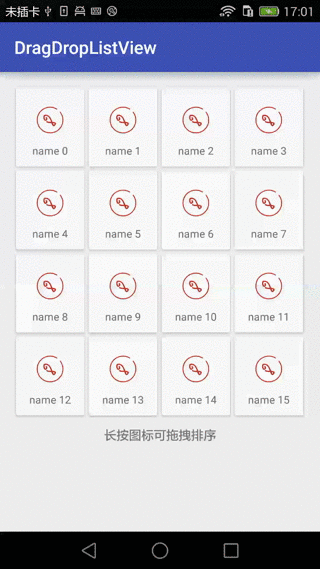 未插卡 17:01
DragDropListView
name 0 name 1 name 2 name 3
name 4 name 5 name 6 name 7
name 8 name 9 name 10 name 11
name 12 name 13 name 14 name 15
长按图标可拖拽排序